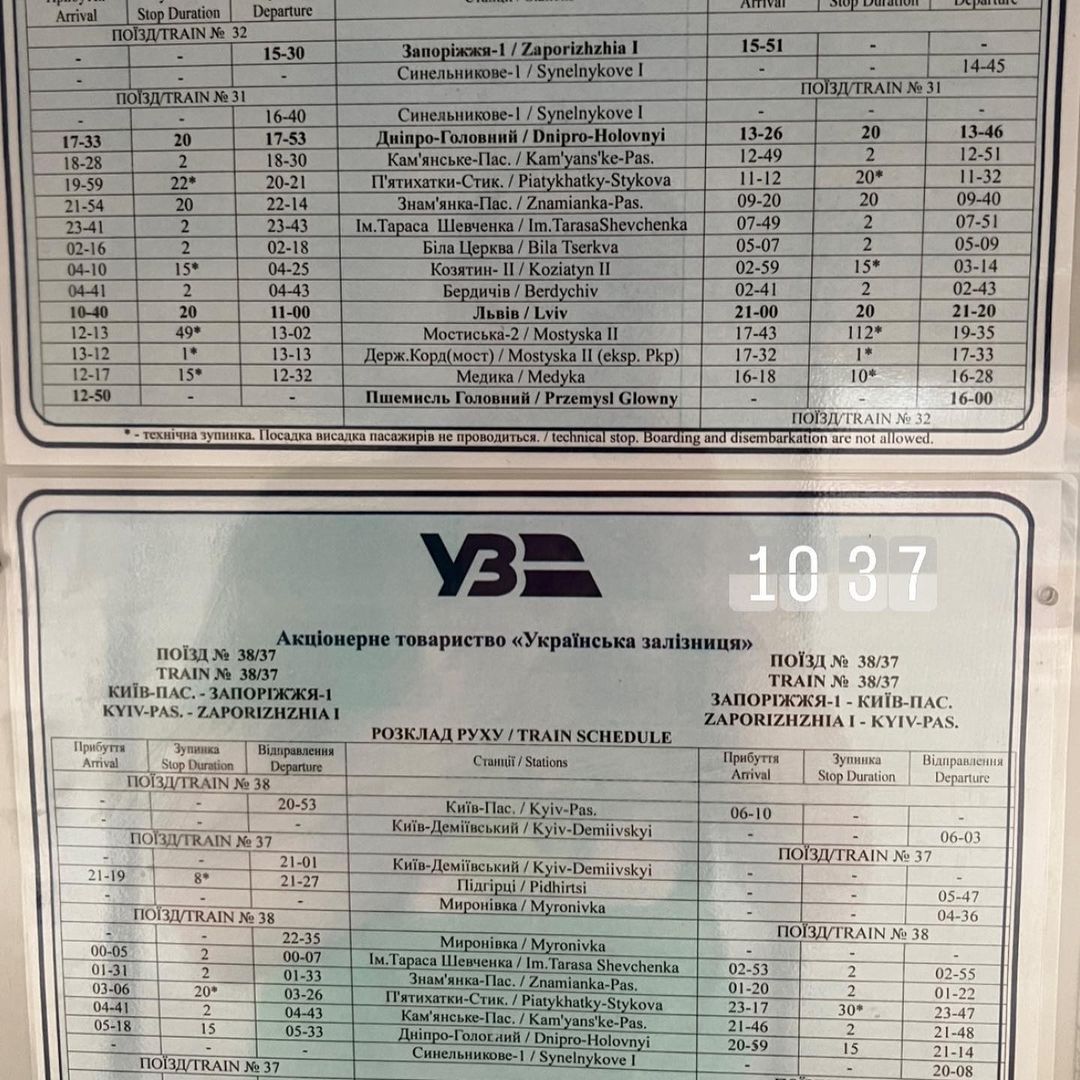 Arrival Stop Duration Departure Arrival Stop Duration Departure
ПОЇЗД/TRAIN № 32
- - 15-30 Запоріжжя-1 / Zaporizhzhia I 15-51 - -
- - - Синельникове-1 / Synelnykove I - - 14-45
ПОЇЗД/TRAIN № 31 ПОЇЗД/TRAIN № 31
- - 16-40 Синельникове-1 / Synelnykove I - - -
17-33 20 17-53 Дніпро-Головний / Dnipro-Holovnyi 13-26 20 13-46
18-28 2 18-30 Кам'янське-Пас. / Kam'yans'ke-Pas. 12-49 2 12-51
19-59 22* 20-21 П'ятихатки-Стик. / Piatykhatky-Stykova 11-12 20* 11-32
21-54 20 22-14 Знам'янка-Пас. / Znamianka-Pas. 09-20 20 09-40
23-41 2 23-43 Ім.Тараса Шевченка / Im.TarasaShevchenka 07-49 2 07-51
02-16 2 02-18 Біла Церква / Bila Tserkva 05-07 2 05-09
04-10 15* 04-25 Козятин- II / Koziatyn II 02-59 15* 03-14
04-41 2 04-43 Бердичів / Berdychiv 02-41 2 02-43
10-40 20 11-00 Львів / Lviv 21-00 20 21-20
12-13 49* 13-02 Мостиська-2 / Mostyska II 17-43 112* 19-35
13-12 1* 13-13 Держ.Корд(мост) / Mostyska II (eksp. Pkp) 17-32 1* 17-33
12-17 15* 12-32 Медика / Medyka 16-18 10* 16-28
12-50 - - Пшемисль Головний / Przemysl Glowny - - 16-00
ПОЇЗД/TRAIN № 32
* - технічна зупинка. Посадка висадка пасажирів не проводиться. / technical stop. Boarding and disembarkation are not allowed.
УЗ
10 37
Акціонерне товариство «Українська залізниця»
ПОЇЗД № 38/37
TRAIN № 38/37
КИЇВ-ПАС. - ЗАПОРІЖЖЯ-1
KYIV-PAS. - ZAPORIZHZHIA I
ПОЇЗД № 38/37
TRAIN № 38/37
ЗАПОРІЖЖЯ-1 - КИЇВ-ПАС.
ZAPORIZHZHIA I - KYIV-PAS.
РОЗКЛАД РУХУ / TRAIN SCHEDULE
Прибуття Зупинка Відправлення Станції / Stations Прибуття Зупинка Відправлення
Arrival Stop Duration Departure Arrival Stop Duration Departure
ПОЇЗД/TRAIN № 38
- - 20-53 Київ-Пас. / Kyiv-Pas. 06-10 - -
- - - Київ-Деміївський / Kyiv-Demiivskyi - - 06-03
ПОЇЗД/TRAIN № 37 ПОЇЗД/TRAIN № 37
- - 21-01 Київ-Деміївський / Kyiv-Demiivskyi - - -
21-19 8* 21-27 Підгірці / Pidhirtsi - - 05-47
- - - Миронівка / Myronivka - - 04-36
ПОЇЗД/TRAIN № 38 ПОЇЗД/TRAIN № 38
- - 22-35 Миронівка / Myronivka
00-05 2 00-07 Ім.Тараса Шевченка / Im.Tarasa Shevchenka 02-53 2 02-55
01-31 2 01-33 Знам'янка-Пас. / Znamianka-Pas. 01-20 2 01-22
03-06 20* 03-26 П'ятихатки-Стик. / Piatykhatky-Stykova 23-17 30* 23-47
04-41 2 04-43 Кам'янське-Пас. / Kam'yans'ke-Pas. 21-46 2 21-48
05-18 15 05-33 Дніпро-Головний / Dnipro-Holovnyi 20-59 15 21-14
- - - Синельникове-1 / Synelnykove I - - 20-08
ПОЇЗД/TRAIN № 37